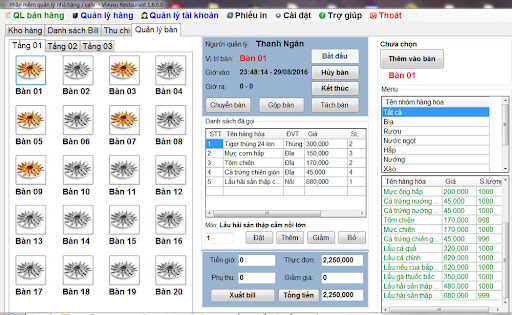 Phần mềm quản lý nhà hàng / cafe - Vievvu Restaurant 1.6.0.0
QL bán hàng Quản lý hàng Quản lý tài khoản Phiếu in Cài đặt Trợ giúp Thoát
Kho hàng Danh sách Bill Thu chi Quản lý bàn
Tầng 01 Tầng 02 Tầng 03
Bàn 01 Bàn 02 Bàn 03 Bàn 04
Bàn 05 Bàn 06 Bàn 07 Bàn 08
Bàn 09 Bàn 10 Bàn 11 Bàn 12
Bàn 13 Bàn 14 Bàn 15 Bàn 16
Bàn 17 Bàn 18 Bàn 19 Bàn 20
Người quản lý: Thanh Ngân
Vị trí bàn: Bàn 01
Giờ vào: 23:48:14 - 29/08/2016
Giờ ra: 0 - 0
Bắt đầu
Hủy bàn
Kết thúc
Chuyển bàn Gộp bàn Tách bàn
Danh sách đã gọi
STT Tên hàng hóa ĐVT Giá SL
1 Tiger thùng 24 lon Thùng 300,000 2
2 Mực cơm hấp Đĩa 150,000 2
3 Tôm chiên Đĩa 170,000 2
4 Cá trứng chiên giòn Đĩa 45,000 2
5 Lẩu hải sản thập c... Nồi 680,000 1
Món: Lẩu hải sản thập cẩm nồi lớn
1 Đặt Thêm Giảm Bỏ
Tiền giờ: 0 Thực đơn: 2,250,000
Phụ thu: 0 Giảm giá: 0
Xuất bill Tổng tiền 2,250,000
Chưa chọn
Thêm vào bàn
Bàn 01
Menu
Tên nhóm hàng hóa
Tất cả
Bia
Rượu
Nước ngọt
Hấp
Nướng
Xào
Tên hàng hóa Giá S.lượng
Mực ống hấp 200,000 1000
Cá trứng nướng ... 45,000 1000
Cá trứng nướng ... 45,000 1000
Tôm chiên 170,000 998
Mực chiên 170,000 1000
Cá trứng chiên g... 45,000 998
Lẩu cá quả 320,000 1000
Lẩu cá chình 620,000 1000
Lẩu riêu cua bắp... 320,000 1000
Lẩu gà thuốc bắc 350,000 1000
Lẩu hải sản thập... 480,000 1000
Lẩu hải sản thập... 680,000 999